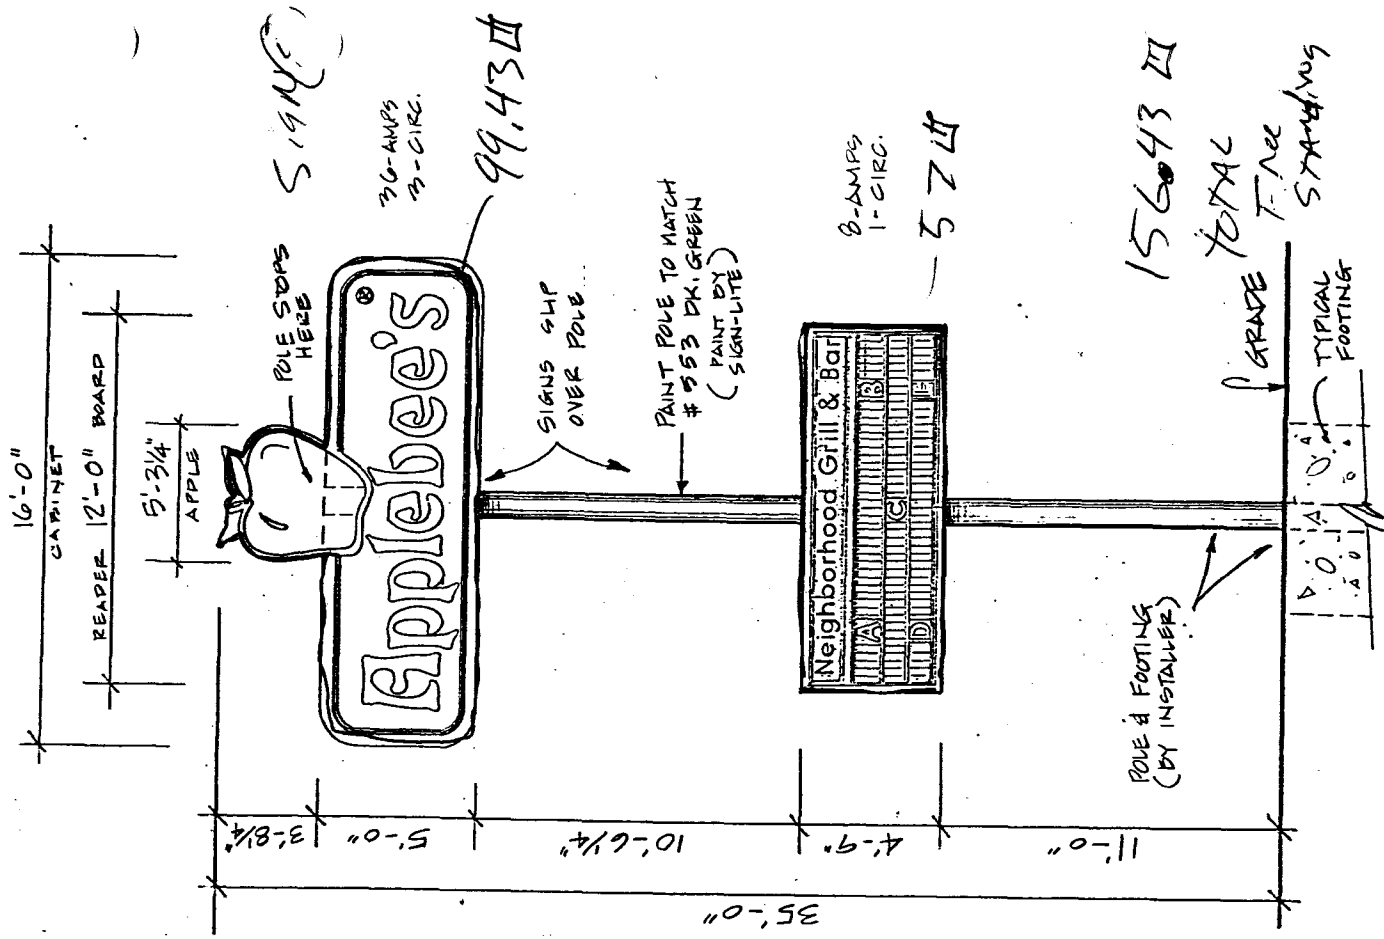 16'-0"
CABINET
READER 12'-0" BOARD
5'-3¼"
APPLE
SIGN
POLE STOPS
HERE
36-AMPS
3-CIRC.
99.43
Applebee's
®
SIGNS SLIP
OVER POLE
PAINT POLE TO MATCH
# 553 DK. GREEN
(PAINT BY
SIGN-LITE)
8-AMPS
1-CIRC.
57
Neighborhood Grill & Bar
A B
C
D E
156.43
TOTAL
Free
STANDING
GRADE
TYPICAL
FOOTING
POLE & FOOTING
(BY INSTALLER)
3'-8¼"
5'-0"
10'-6¼"
4'-9"
11'-0"
35'-0"